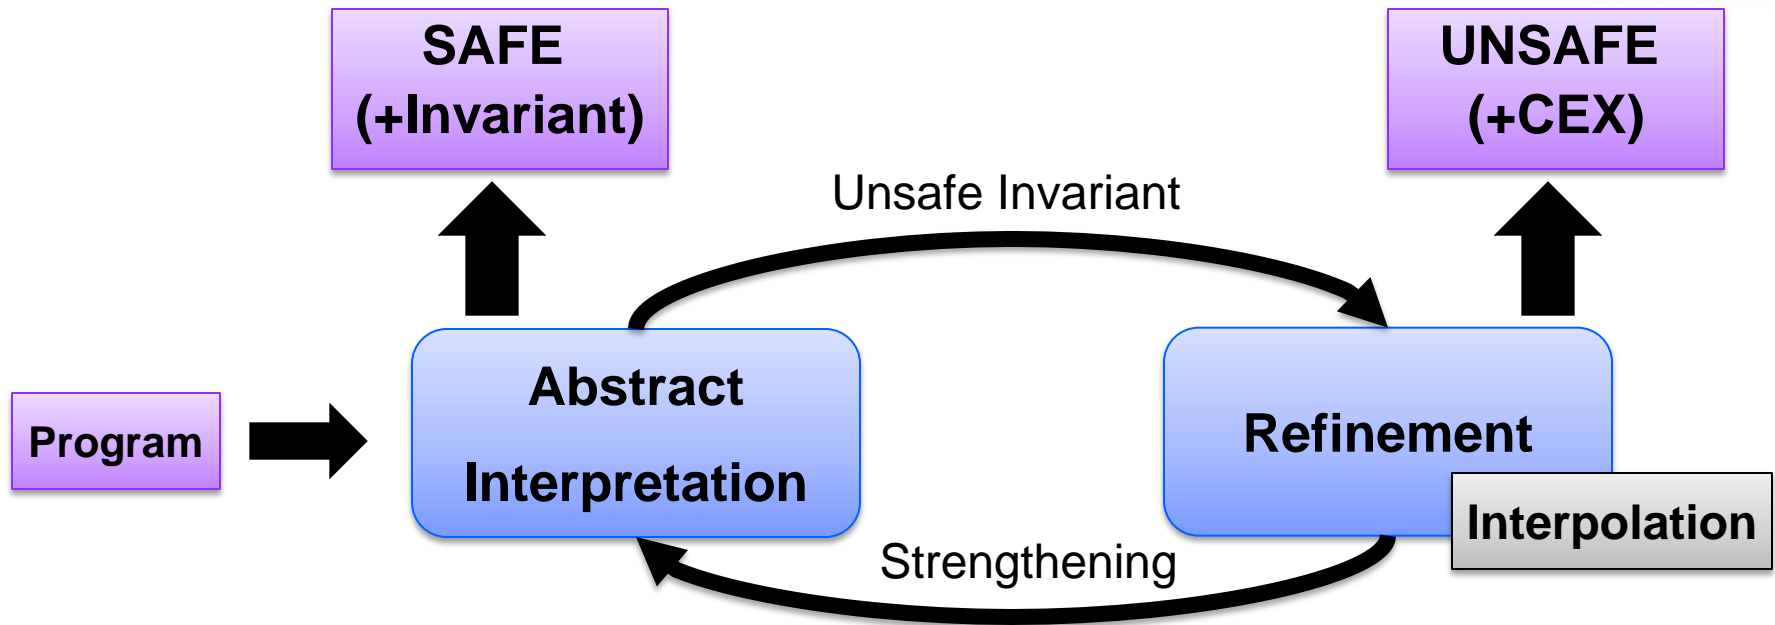 SAFE
(+Invariant)
UNSAFE
(+CEX)
Unsafe Invariant
Program
Abstract
Interpretation
Refinement
Interpolation
Strengthening